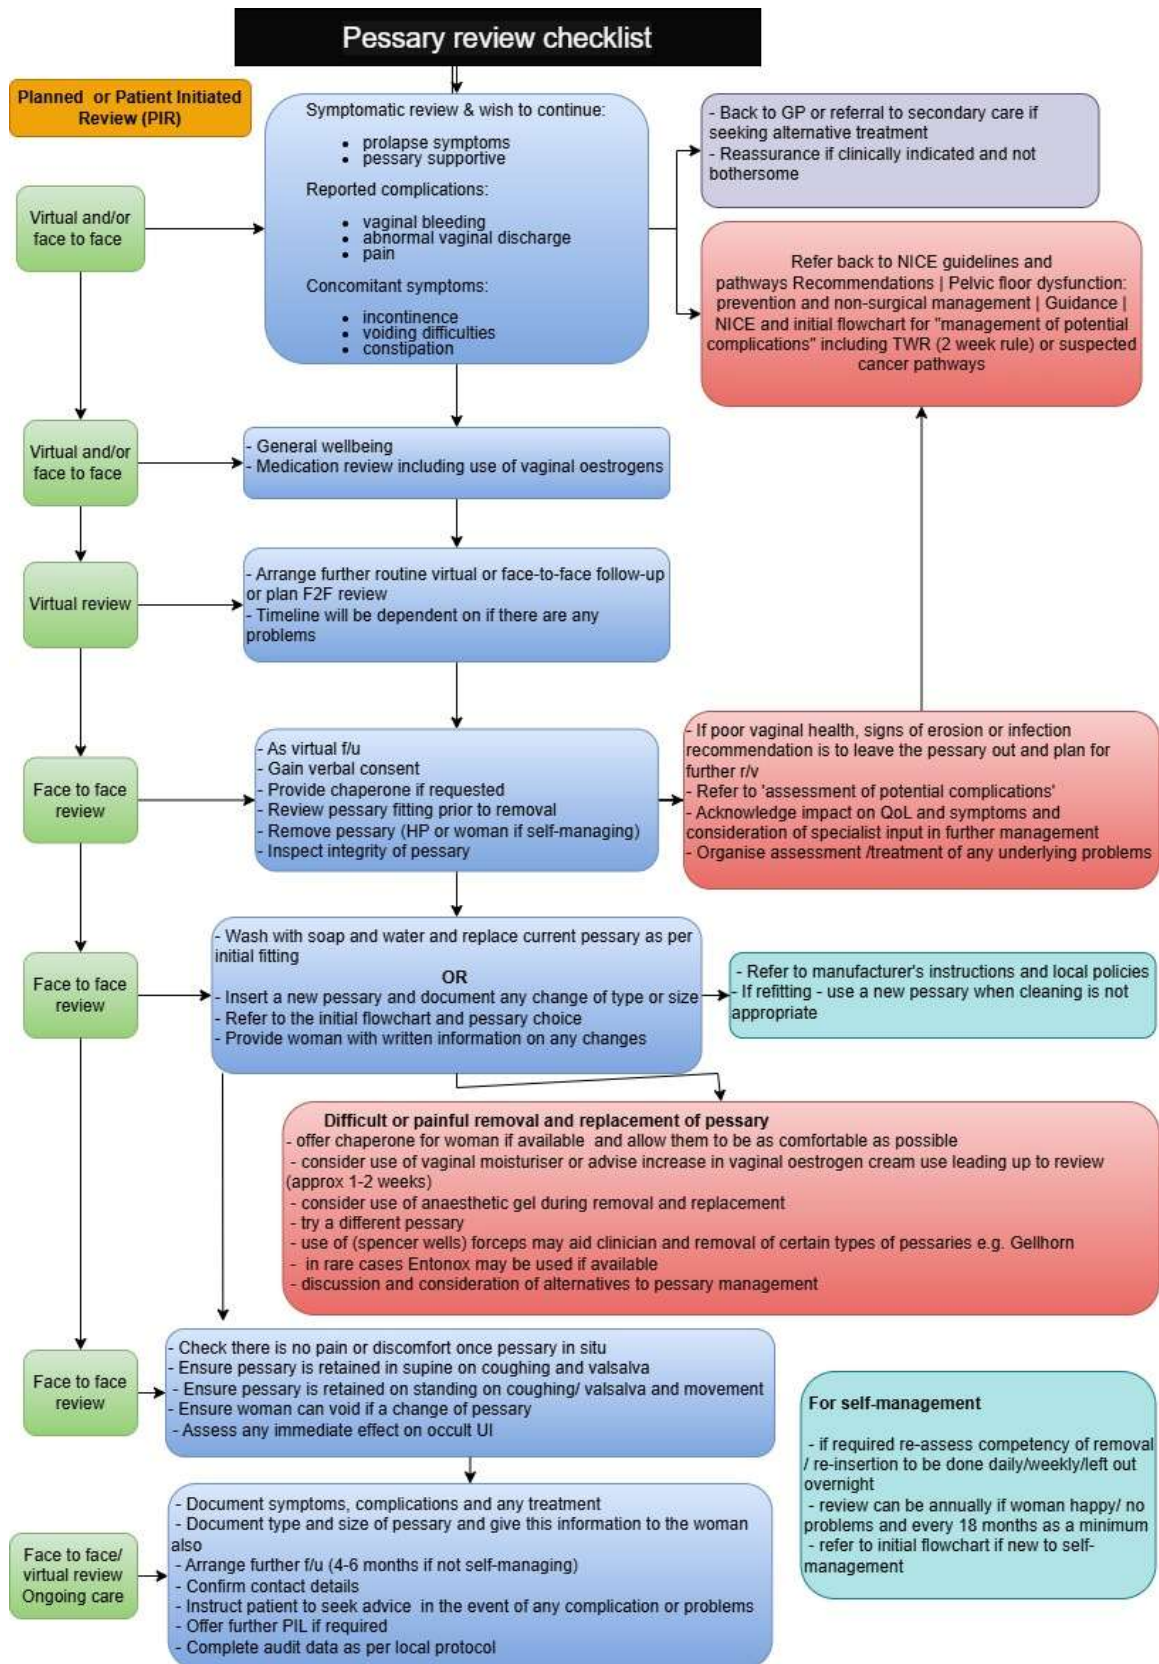 Pessary review checklist
Planned or Patient Initiated
Review (PIR)
Virtual and/or
face to face
Symptomatic review & wish to continue:
• prolapse symptoms
• pessary supportive
Reported complications:
• vaginal bleeding
• abnormal vaginal discharge
• pain
Concomitant symptoms:
• incontinence
• voiding difficulties
• constipation
- Back to GP or referral to secondary care if
seeking alternative treatment
- Reassurance if clinically indicated and not
bothersome
Refer back to NICE guidelines and
pathways Recommendations | Pelvic floor dysfunction:
prevention and non-surgical management | Guidance |
NICE and initial flowchart for "management of potential
complications" including TWR (2 week rule) or suspected
cancer pathways
Virtual and/or
face to face
- General wellbeing
- Medication review including use of vaginal oestrogens
Virtual review
- Arrange further routine virtual or face-to-face follow-up
or plan F2F review
- Timeline will be dependent on if there are any
problems
Face to face
review
- As virtual f/u
- Gain verbal consent
- Provide chaperone if requested
- Review pessary fitting prior to removal
- Remove pessary (HP or woman if self-managing)
- Inspect integrity of pessary
- If poor vaginal health, signs of erosion or infection
recommendation is to leave the pessary out and plan for
further r/v
- Refer to 'assessment of potential complications'
- Acknowledge impact on QoL and symptoms and
consideration of specialist input in further management
- Organise assessment /treatment of any underlying problems
Face to face
review
- Wash with soap and water and replace current pessary as per
initial fitting
OR
- Insert a new pessary and document any change of type or size
- Refer to the initial flowchart and pessary choice
- Provide woman with written information on any changes
- Refer to manufacturer's instructions and local policies
- If refitting - use a new pessary when cleaning is not
appropriate
Difficult or painful removal and replacement of pessary
- offer chaperone for woman if available and allow them to be as comfortable as possible
- consider use of vaginal moisturiser or advise increase in vaginal oestrogen cream use leading up to review
(approx 1-2 weeks)
- consider use of anaesthetic gel during removal and replacement
- try a different pessary
- use of (spencer wells) forceps may aid clinician and removal of certain types of pessaries e.g. Gellhorn
- in rare cases Entonox may be used if available
- discussion and consideration of alternatives to pessary management
Face to face
review
- Check there is no pain or discomfort once pessary in situ
- Ensure pessary is retained in supine on coughing and valsalva
- Ensure pessary is retained on standing on coughing/ valsalva and movement
- Ensure woman can void if a change of pessary
- Assess any immediate effect on occult UI
For self-management
- if required re-assess competency of removal
/ re-insertion to be done daily/weekly/left out
overnight
- review can be annually if woman happy/ no
problems and every 18 months as a minimum
- refer to initial flowchart if new to self-
management
Face to face/
virtual review
Ongoing care
- Document symptoms, complications and any treatment
- Document type and size of pessary and give this information to the woman
also
- Arrange further f/u (4-6 months if not self-managing)
- Confirm contact details
- Instruct patient to seek advice in the event of any complication or problems
- Offer further PIL if required
- Complete audit data as per local protocol